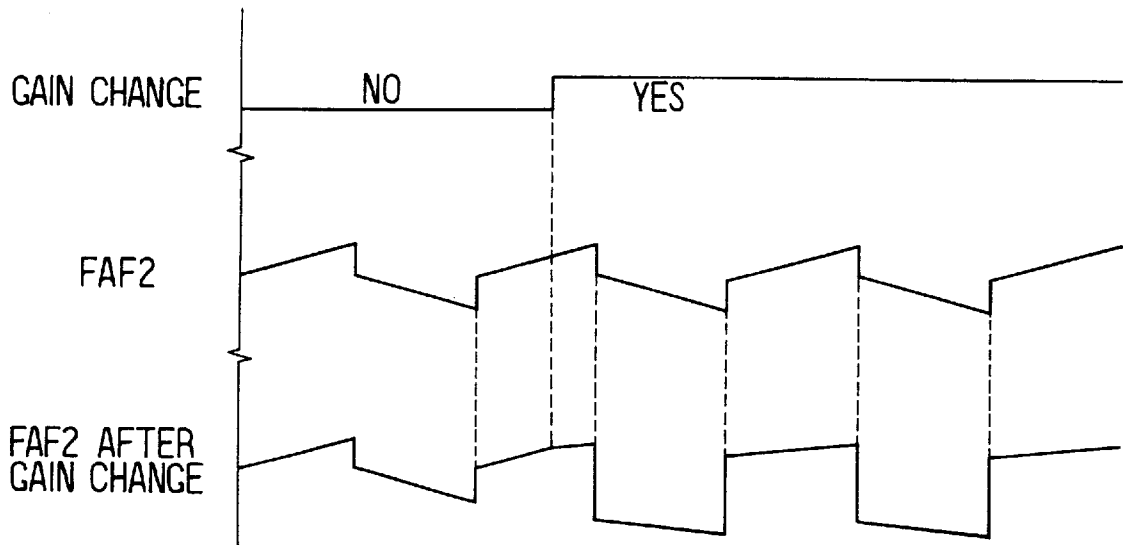 GAIN CHANGE
NO
YES
FAF2
FAF2 AFTER
GAIN CHANGE